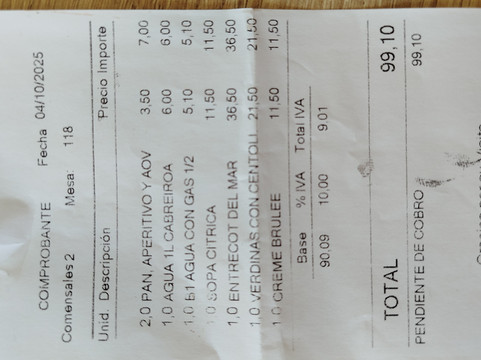 COMPROBANTE Fecha 04/10/2025
Comensales 2 Mesa 118
Unid. Descripción Precio Importe
2,0 PAN, APERITIVO Y AOV 3,50 7,00
1,0 AGUA 1L CABREIROA 6,00 6,00
1,0 B1 AGUA CON GAS 1/2 5,10 5,10
1,0 SOPA CIITRICA 11,50 11,50
1,0 ENTRECOT DEL MAR 36,50 36,50
1,0 VERDINAS CON CENTOLL 21,50 21,50
1,0 CREME BRULEE 11,50 11,50
Base % IVA Total IVA
90,09 10,00 9,01
TOTAL 99,10
PENDIENTE DE COBRO 99,10